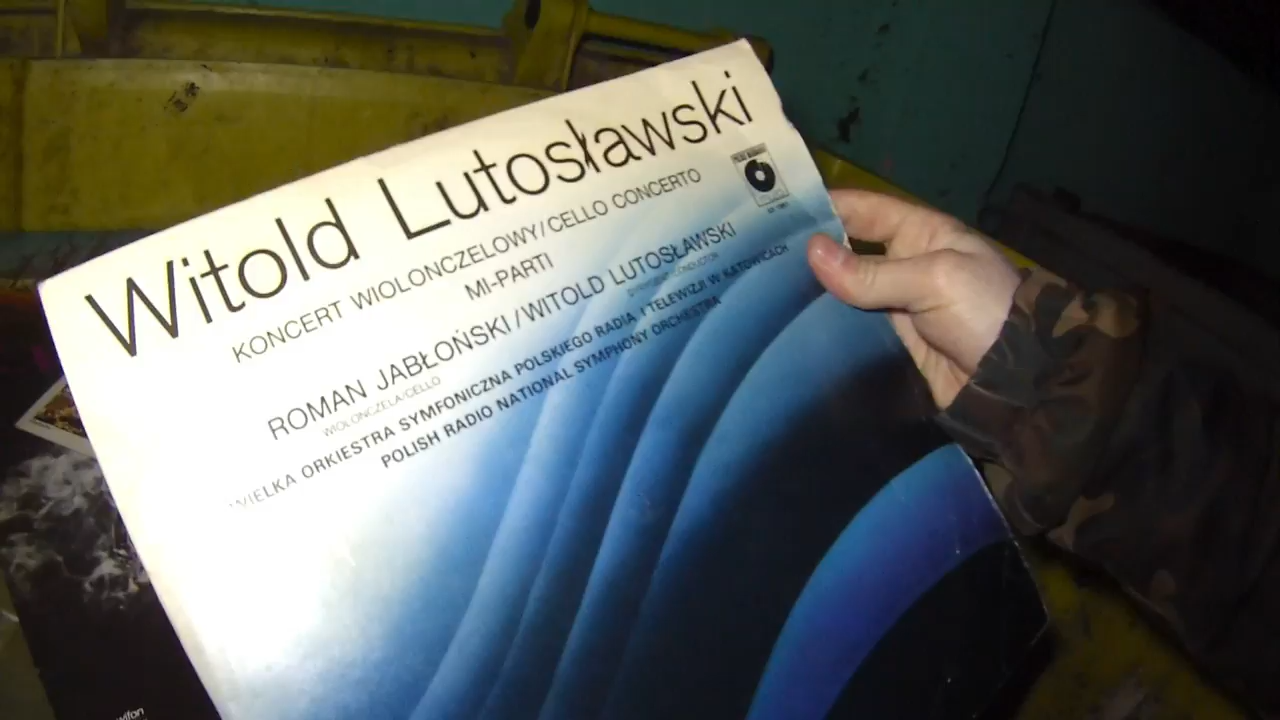 Witold Lutosławski
KONCERT WIOLONCZELOWY/CELLO CONCERTO
MI-PARTI
ROMAN JABŁOŃSKI/WITOLD LUTOSŁAWSKI
WIOLONCZELA/CELLO
WIELKA ORKIESTRA SYMFONICZNA POLSKIEGO RADIA I TELEWIZJI W KATOWICACH
POLISH RADIO NATIONAL SYMPHONY ORCHESTRA